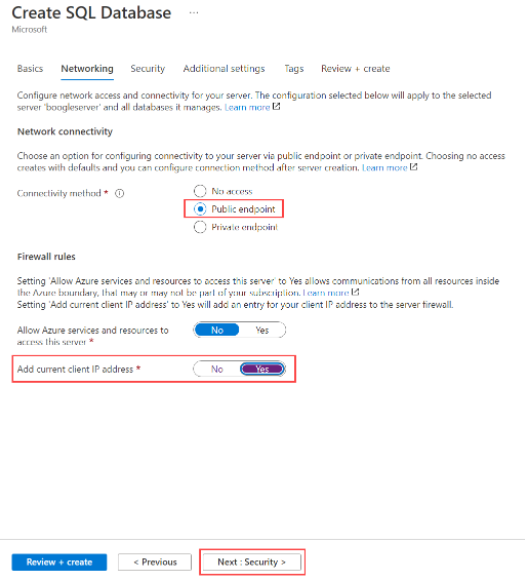 Create SQL Database ...
Microsoft
Basics Networking Security Additional settings Tags Review + create
Configure network access and connectivity for your server. The configuration selected below will apply to the selected
server 'boogleserver' and all databases it manages. Learn more
Network connectivity
Choose an option for configuring connectivity to your server via public endpoint or private endpoint. Choosing no access
creates with defaults and you can configure connection method after server creation. Learn more
Connectivity method *
No access
Public endpoint
Private endpoint
Firewall rules
Setting 'Allow Azure services and resources to access this server' to Yes allows communications from all resources inside
the Azure boundary, that may or may not be part of your subscription. Learn more
Setting 'Add current client IP address' to Yes will add an entry for your client IP address to the server firewall.
Allow Azure services and resources to No Yes
access this server *
Add current client IP address * No Yes
Review + create < Previous Next : Security >